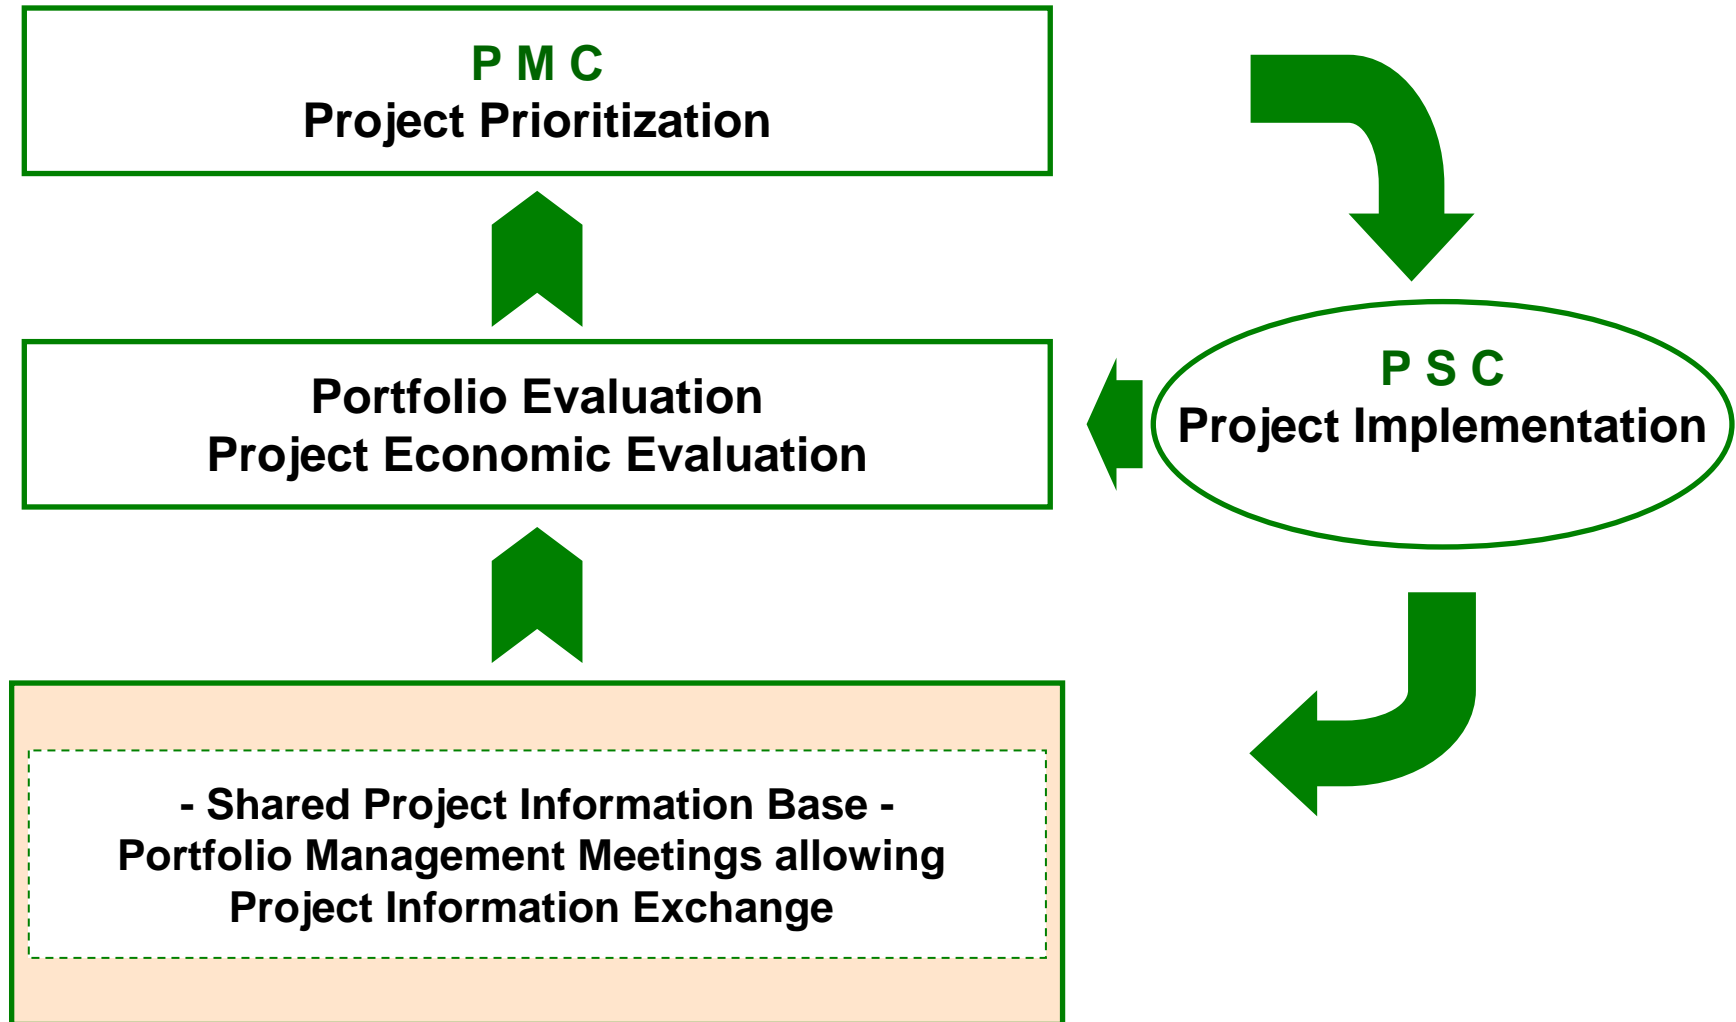 P M C
Project Prioritization
Portfolio Evaluation
Project Economic Evaluation
P S C
Project Implementation
- Shared Project Information Base -
Portfolio Management Meetings allowing
Project Information Exchange